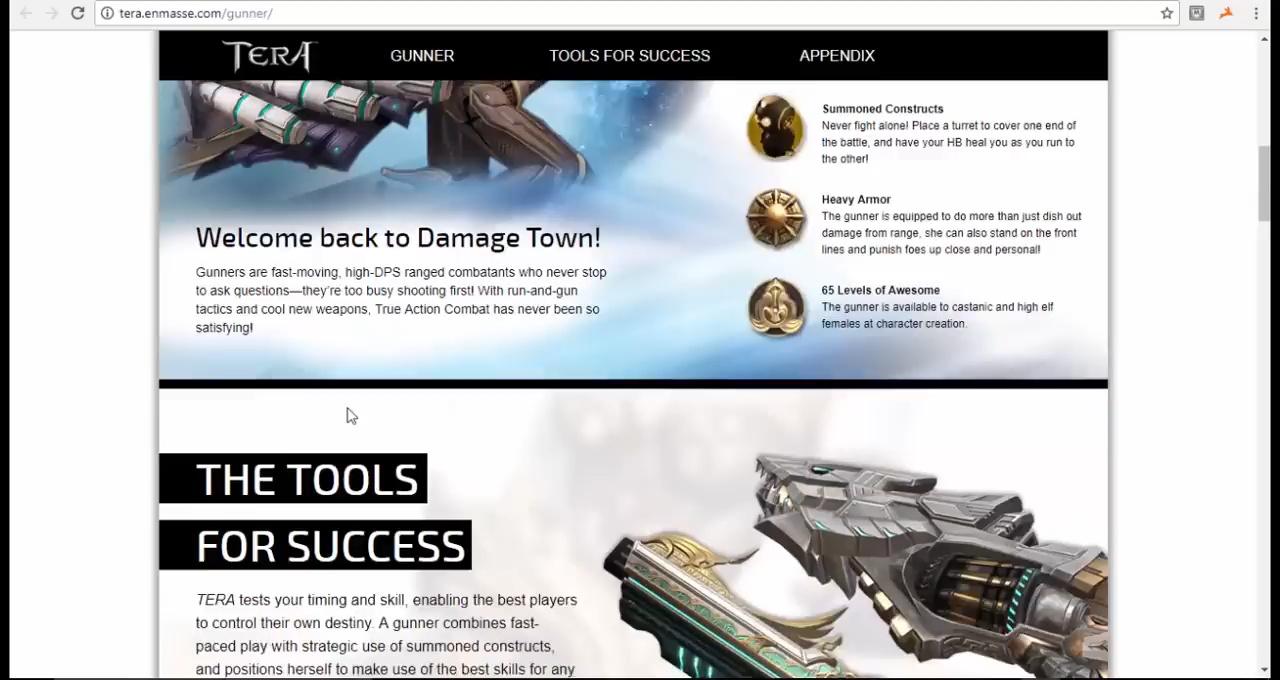 tera.enmasse.com/gunner/
TERA
GUNNER
TOOLS FOR SUCCESS
APPENDIX
Summoned Constructs
Never fight alone! Place a turret to cover one end of
the battle, and have your HB heal you as you run to
the other!
Heavy Armor
The gunner is equipped to do more than just dish out
damage from range, she can also stand on the front
lines and punish foes up close and personal!
65 Levels of Awesome
The gunner is available to castanic and high elf
females at character creation.
Welcome back to Damage Town!
Gunners are fast-moving, high-DPS ranged combatants who never stop
to ask questions—they're too busy shooting first! With run-and-gun
tactics and cool new weapons, True Action Combat has never been so
satisfying!
THE TOOLS
FOR SUCCESS
TERA tests your timing and skill, enabling the best players
to control their own destiny. A gunner combines fast-
paced play with strategic use of summoned constructs,
and positions herself to make use of the best skills for any